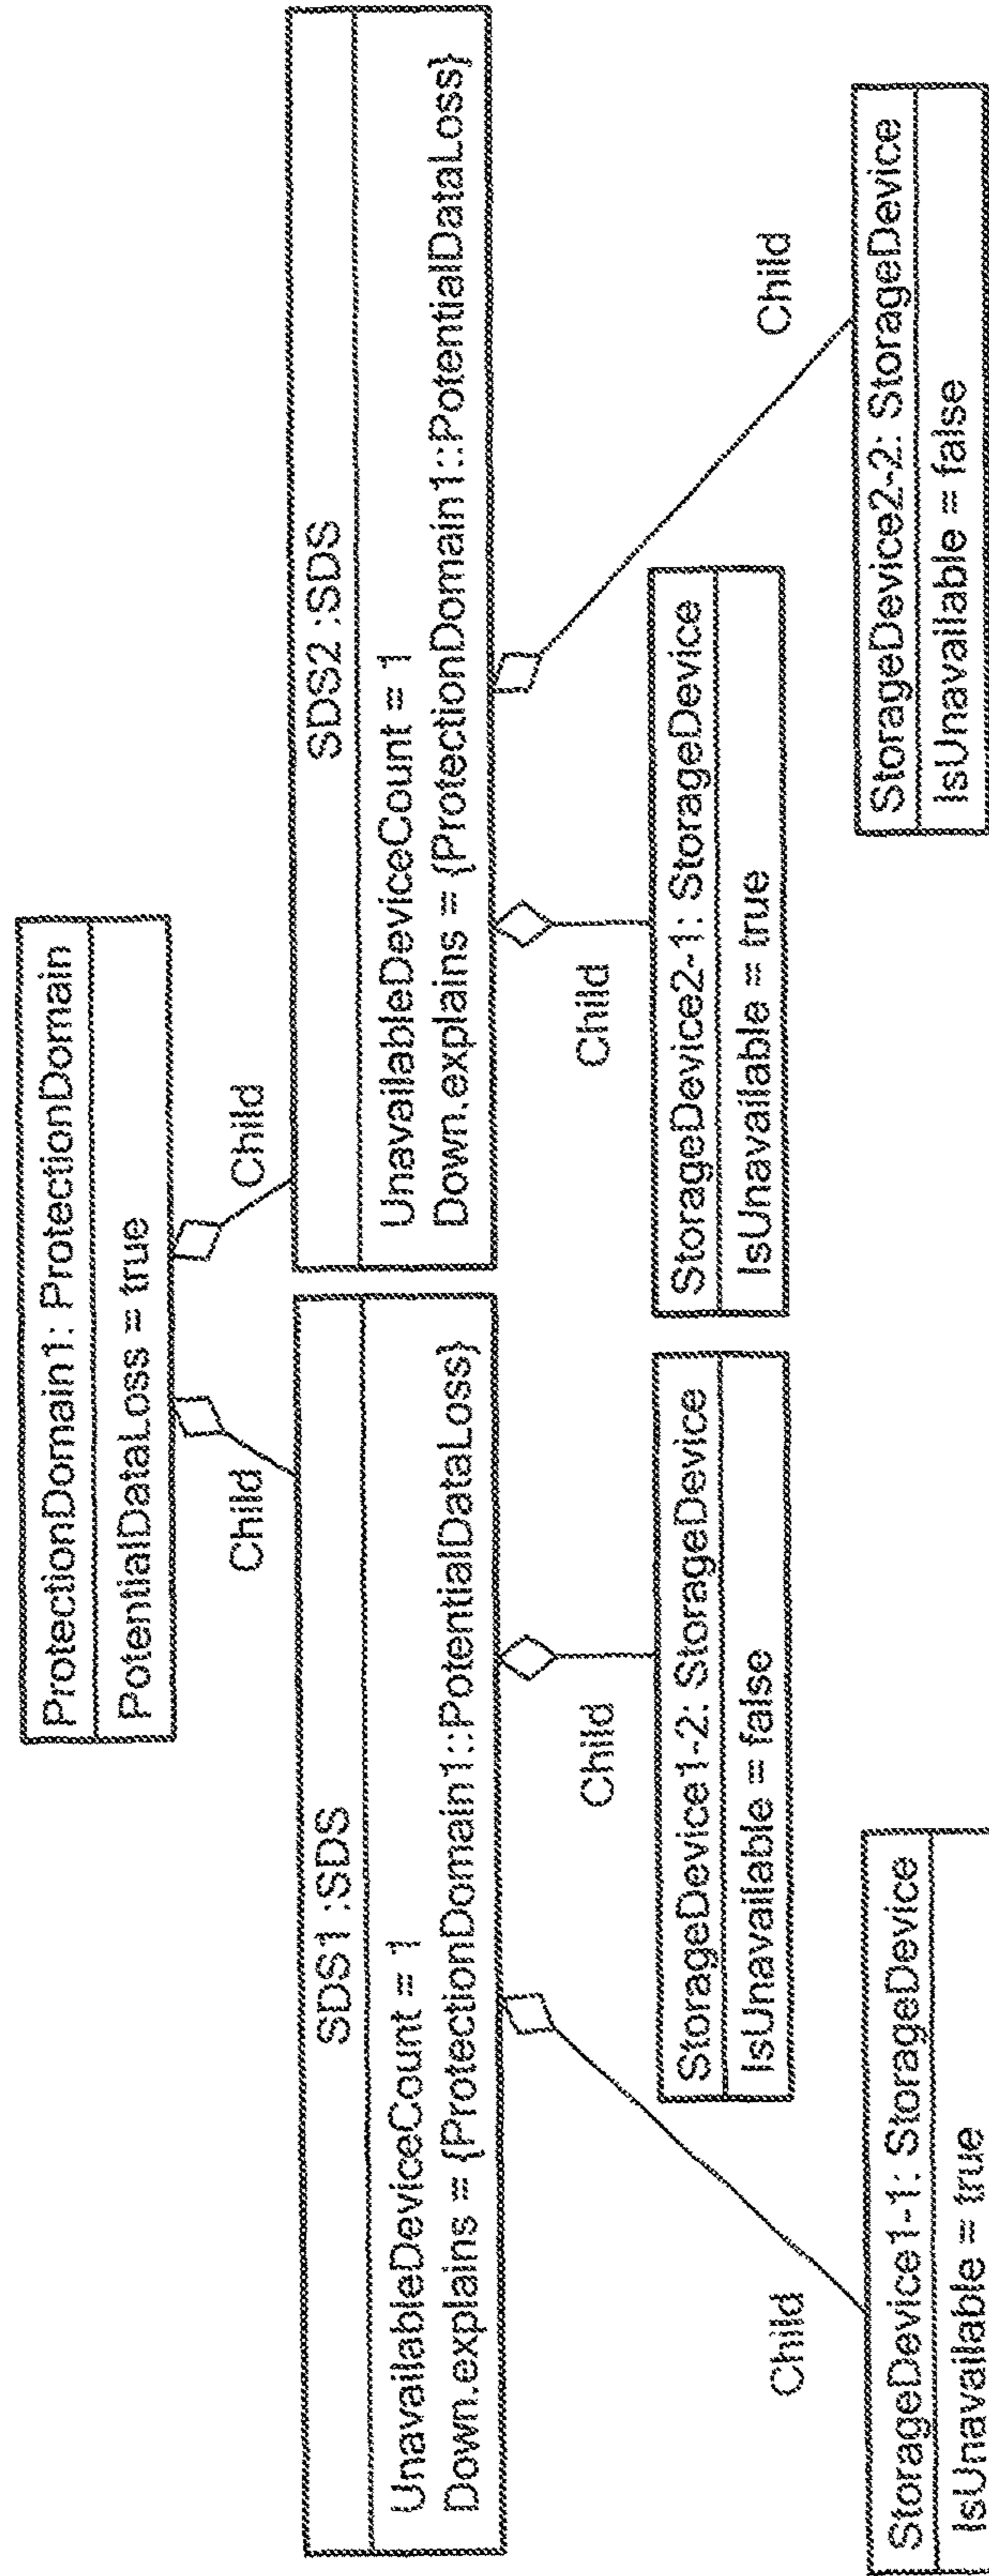 ProtectionDomain1: ProtectionDomain
PotentialDataLoss = true
Child
Child
SDS1 :SDS
UnavailableDeviceCount = 1
Down.explains = {ProtectionDomain1::PotentialDataLoss}
SDS2 :SDS
UnavailableDeviceCount = 1
Down.explains = {ProtectionDomain1::PotentialDataLoss}
Child
Child
Child
Child
StorageDevice1-1: StorageDevice
IsUnavailable = true
StorageDevice1-2: StorageDevice
IsUnavailable = false
StorageDevice2-1: StorageDevice
IsUnavailable = true
StorageDevice2-2: StorageDevice
IsUnavailable = false